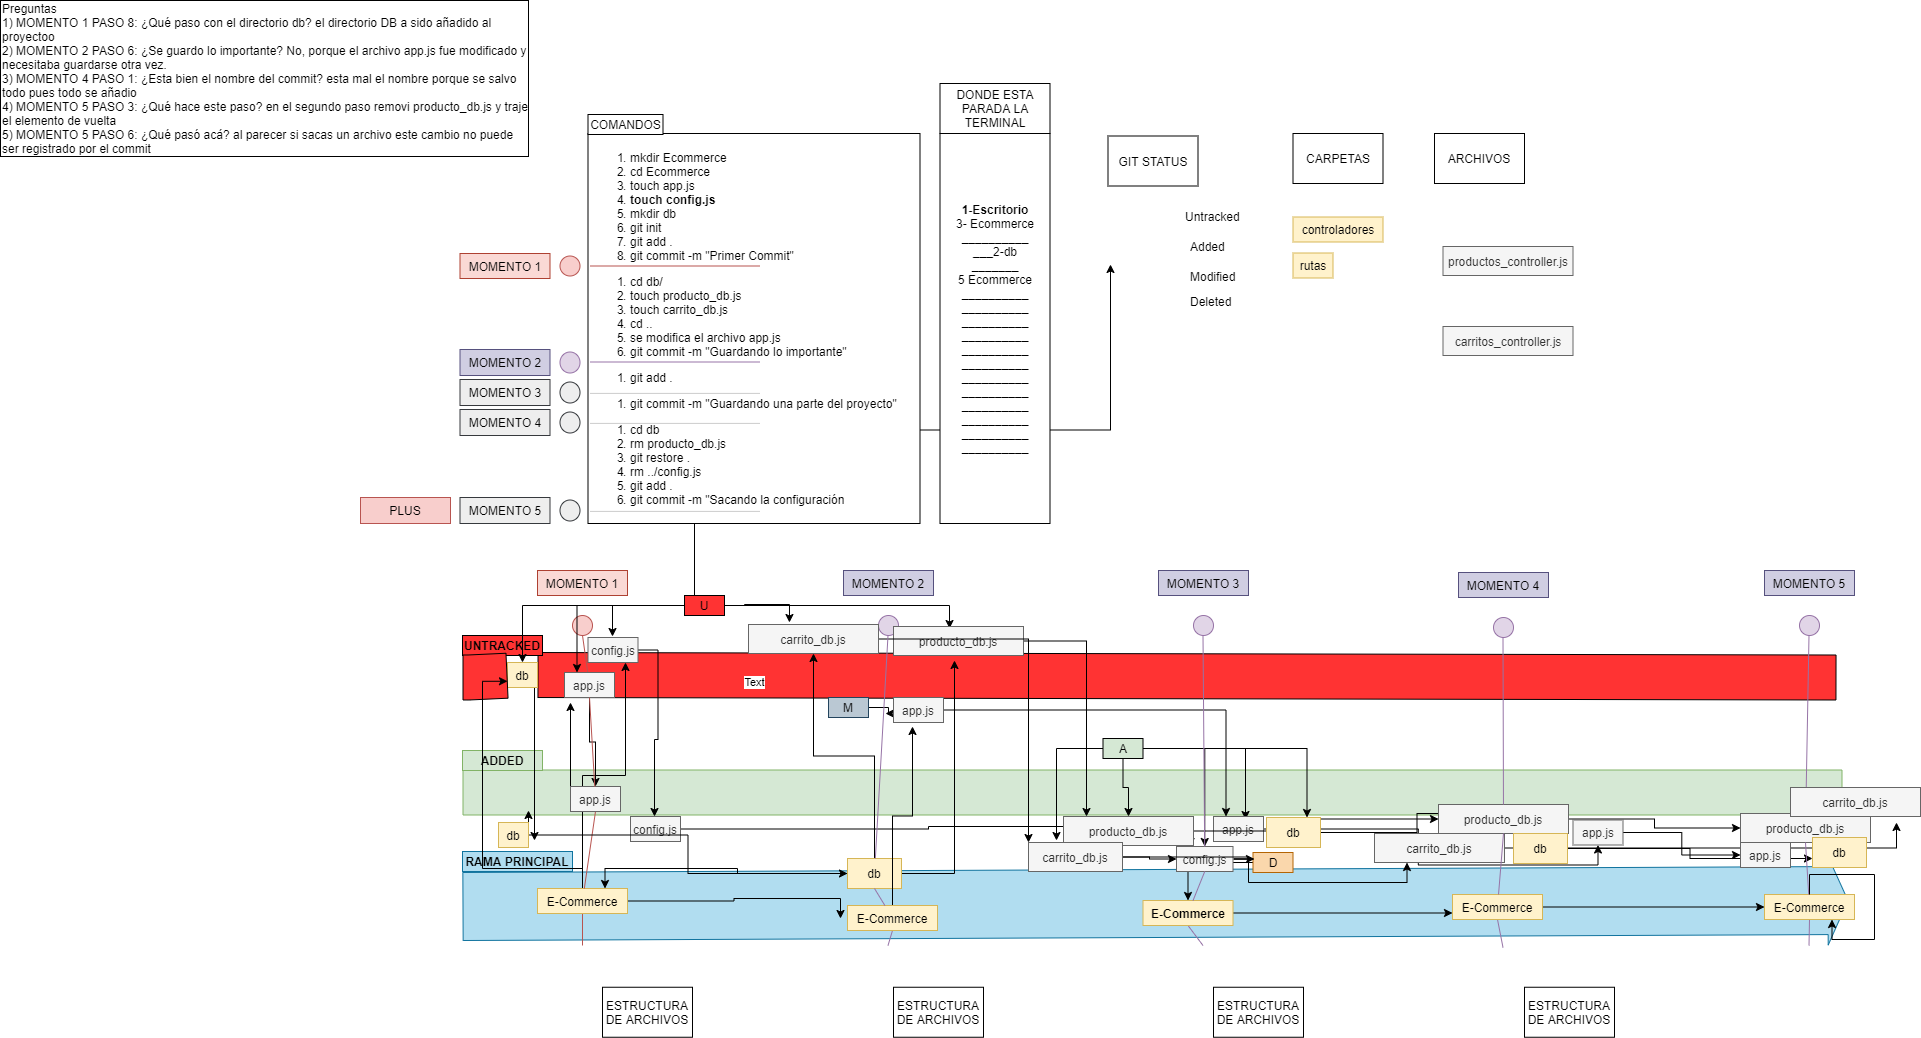 Preguntas
1) MOMENTO 1 PASO 8: ¿Qué paso con el directorio db? el directorio DB a sido añadido al
proyectoo
2) MOMENTO 2 PASO 6: ¿Se guardo lo importante? No, porque el archivo app.js fue modificado y
necesitaba guardarse otra vez.
3) MOMENTO 4 PASO 1: ¿Esta bien el nombre del commit? esta mal el nombre porque se salvo
todo pues todo se añadio
4) MOMENTO 5 PASO 3: ¿Qué hace este paso? en el segundo paso removi producto_db.js y traje
el elemento de vuelta
5) MOMENTO 5 PASO 6: ¿Qué pasó acá? al parecer si sacas un archivo este cambio no puede
ser registrado por el commit
COMANDOS
1. mkdir Ecommerce
2. cd Ecommerce
3. touch app.js
4. touch config.js
5. mkdir db
6. git init
7. git add .
8. git commit -m "Primer Commit"
MOMENTO 1
1. cd db/
2. touch producto_db.js
3. touch carrito_db.js
4. cd ..
5. se modifica el archivo app.js
6. git commit -m "Guardando lo importante"
MOMENTO 2
1. git add .
MOMENTO 3
1. git commit -m "Guardando una parte del proyecto"
MOMENTO 4
1. cd db
2. rm producto_db.js
3. git restore .
4. rm ../config.js
5. git add .
6. git commit -m "Sacando la configuración
PLUS
MOMENTO 5
DONDE ESTA
PARADA LA
TERMINAL
1-Escritorio
3- Ecommerce
__________
___2-db
_______
5 Ecommerce
__________
__________
__________
__________
__________
__________
__________
__________
__________
__________
__________
__________
GIT STATUS
Untracked
Added
Modified
Deleted
CARPETAS
controladores
rutas
ARCHIVOS
productos_controller.js
carritos_controller.js
MOMENTO 1
MOMENTO 2
MOMENTO 3
MOMENTO 4
MOMENTO 5
U
UNTRACKED
config.js
carrito_db.js
producto_db.js
db
app.js
Text
M
app.js
A
ADDED
app.js
config.js
db
producto_db.js
app.js
db
producto_db.js
app.js
carrito_db.js
producto_db.js
RAMA PRINCIPAL
db
carrito_db.js
config.js
D
carrito_db.js
db
app.js
db
E-Commerce
E-Commerce
E-Commerce
E-Commerce
E-Commerce
ESTRUCTURA
DE ARCHIVOS
ESTRUCTURA
DE ARCHIVOS
ESTRUCTURA
DE ARCHIVOS
ESTRUCTURA
DE ARCHIVOS